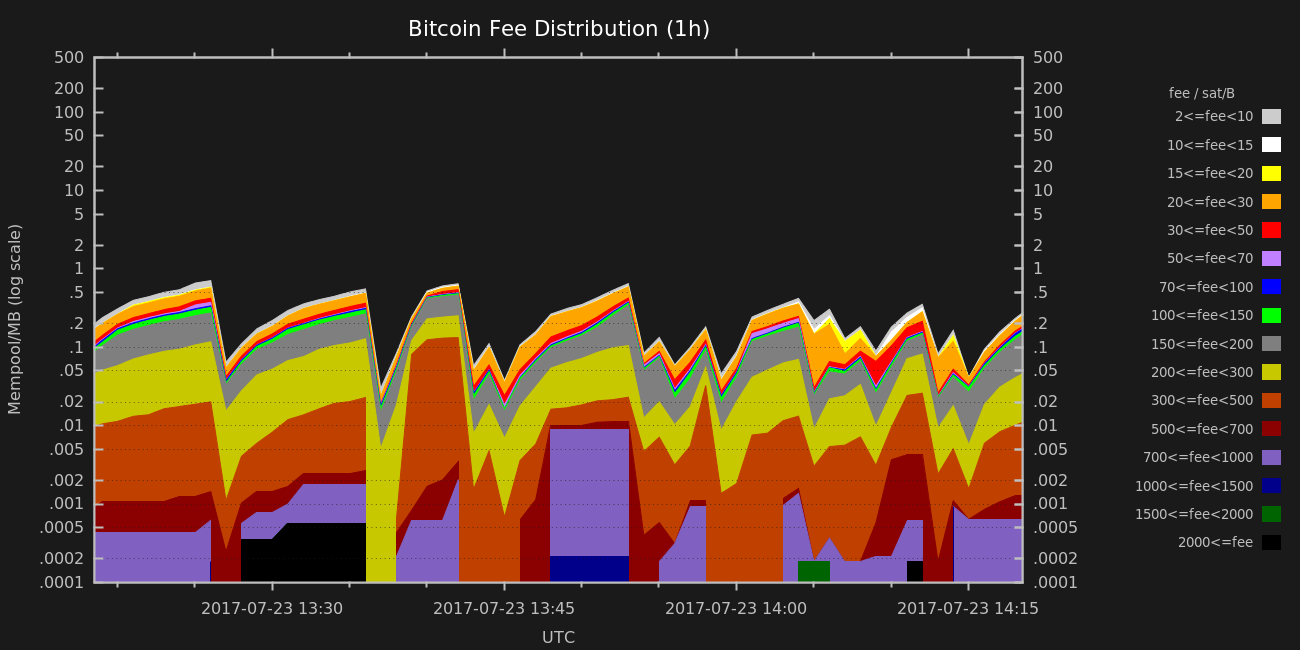 Bitcoin Fee Distribution (1h)
Mempool/MB (log scale)
500
200
100
50
20
10
5
2
1
.5
.2
.1
.05
.02
.01
.005
.002
.001
.0005
.0002
.0001
500
200
100
50
20
10
5
2
1
.5
.2
.1
.05
.02
.01
.005
.002
.001
.0005
.0002
.0001
2017-07-23 13:30 2017-07-23 13:45 2017-07-23 14:00 2017-07-23 14:15
UTC
fee / sat/B
2<=fee<10
10<=fee<15
15<=fee<20
20<=fee<30
30<=fee<50
50<=fee<70
70<=fee<100
100<=fee<150
150<=fee<200
200<=fee<300
300<=fee<500
500<=fee<700
700<=fee<1000
1000<=fee<1500
1500<=fee<2000
2000<=fee